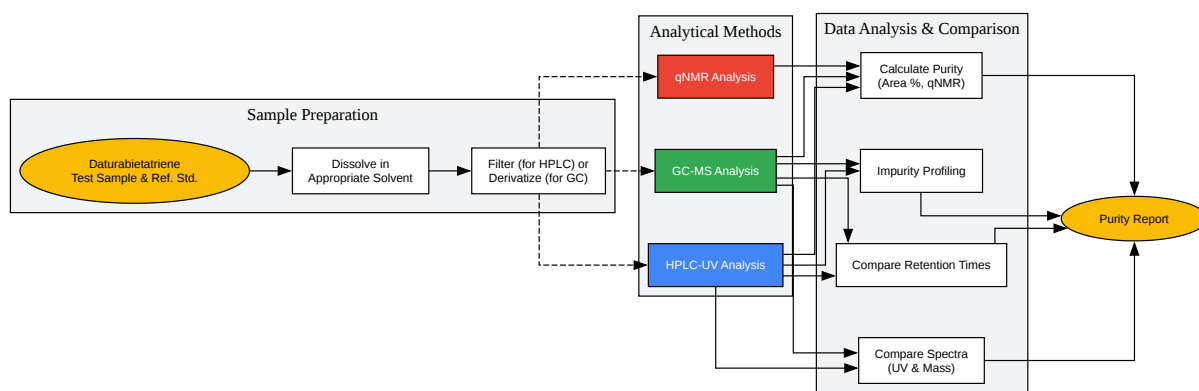 Sample Preparation
Daturabietatriene
Test Sample & Ref. Std.
Dissolve in
Appropriate Solvent
Filter (for HPLC) or
Derivatize (for GC)
Analytical Methods
qNMR Analysis
GC-MS Analysis
HPLC-UV Analysis
Data Analysis & Comparison
Calculate Purity
(Area %, qNMR)
Impurity Profiling
Compare Retention Times
Compare Spectra
(UV & Mass)
Purity Report